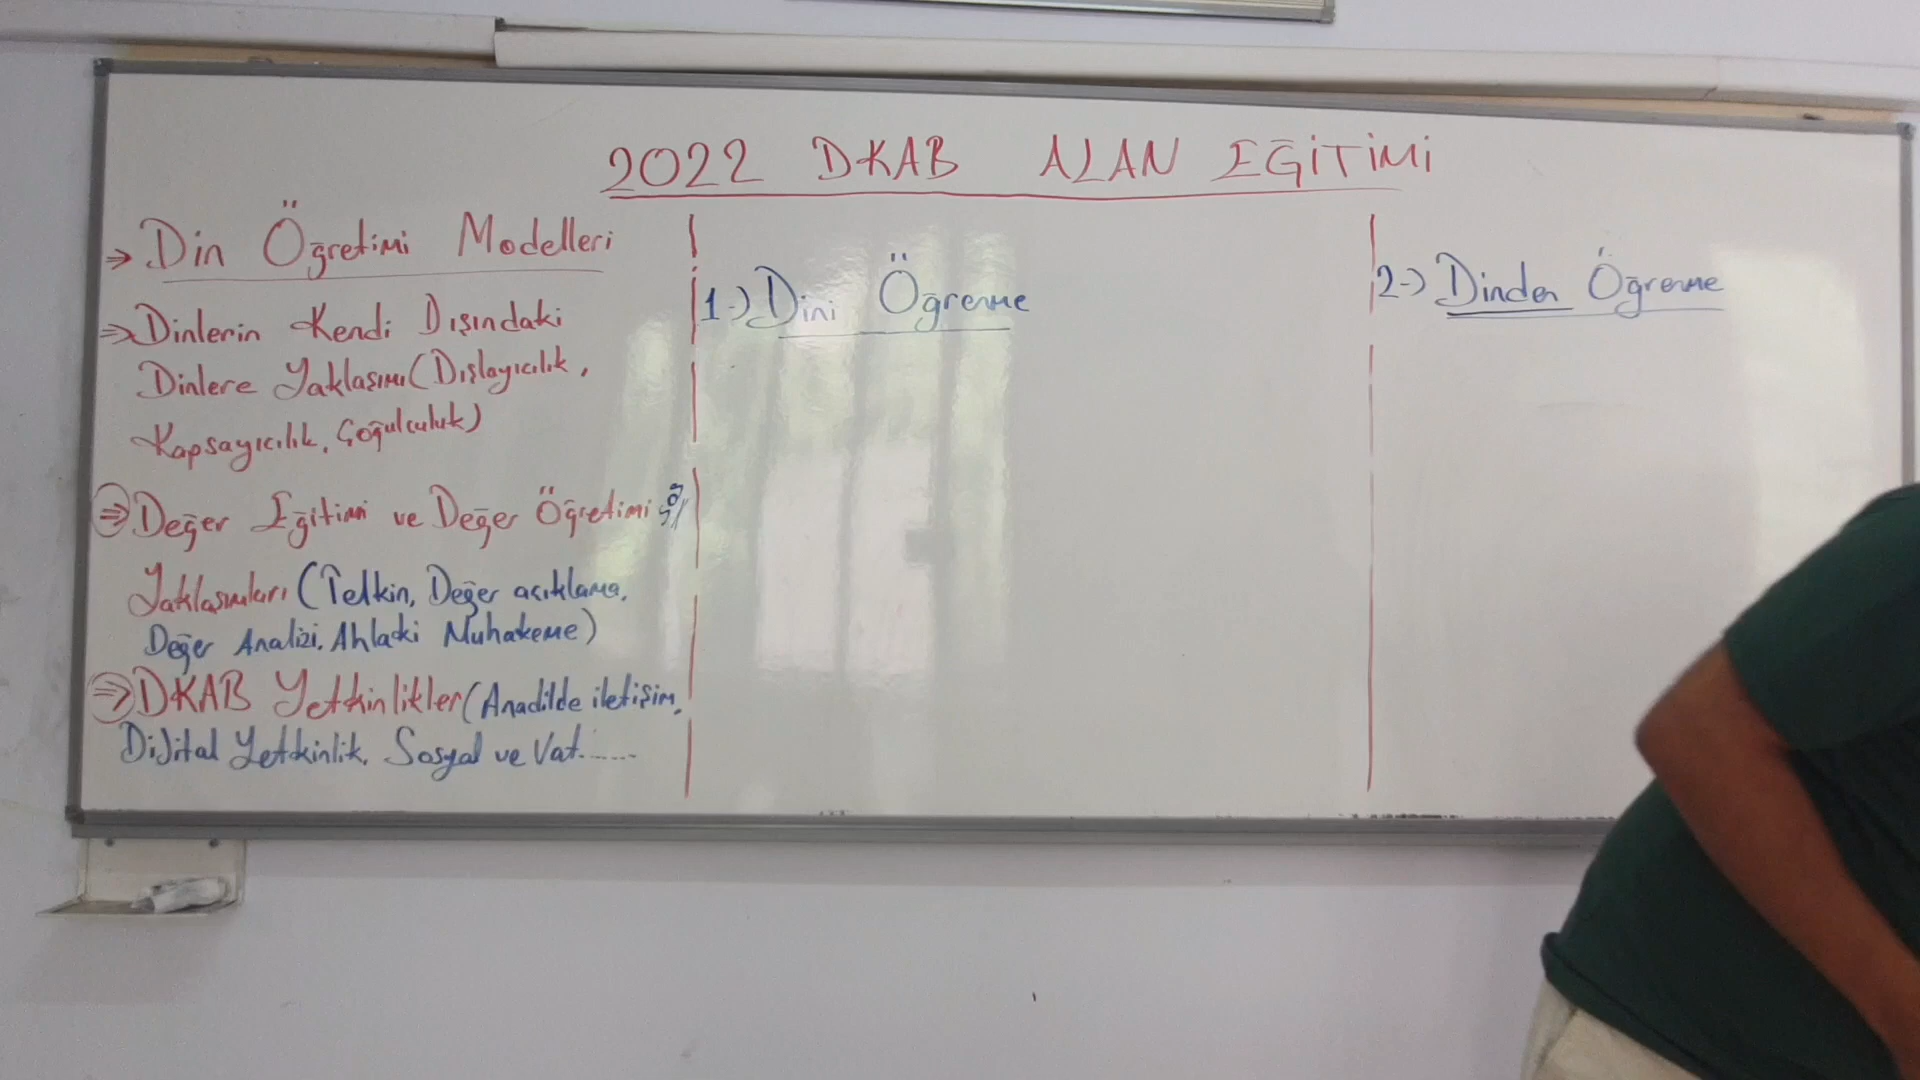 2022 DKAB ALAN EĞİTİMİ
⇒ Din Öğretimi Modelleri
⇒ Dinlerin Kendi Dışındaki
Dinlere Yaklaşımı (Dışlayıcılık,
Kapsayıcılık, Çoğulculuk)
⇒ Değer Eğitimi ve Değer Öğretimi
Yaklaşımları (Telkin, Değer açıklama,
Değer Analizi, Ahlaki Muhakeme)
⇒ DKAB Yetkinlikler (Anadilde iletişim,
Dijital Yetkinlik, Sosyal ve Vat......
1-) Dini Öğrenme
2-) Dinden Öğrenme